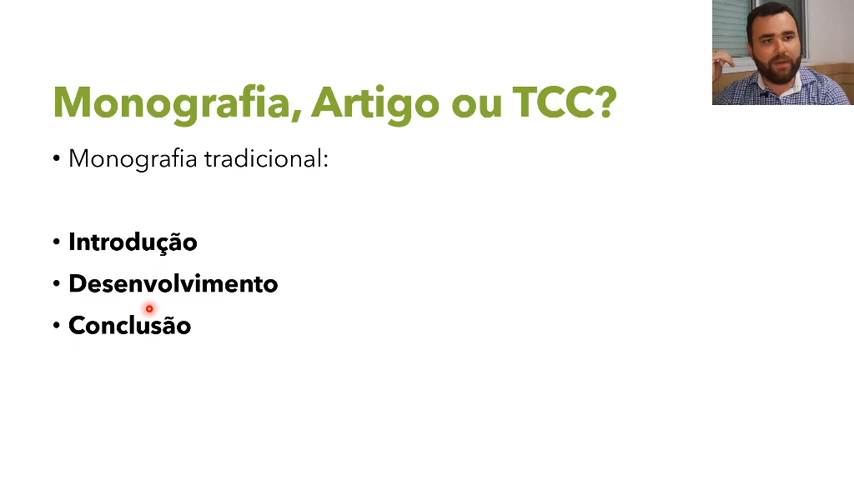 Monografia, Artigo ou TCC?
• Monografia tradicional:
• Introdução
• Desenvolvimento
• Conclusão